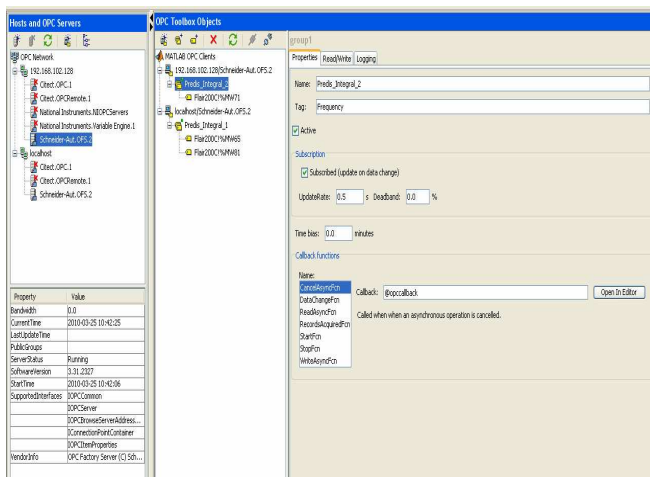 Hosts and OPC Servers
OPC Network
192.168.102.128
Citect.OPC.1
Citect.OPCRemote.1
National Instruments.NIOPCServers
National Instruments.Variable Engine.1
Schneider-Aut.OFS.2
localhost
Citect.OPC.1
Citect.OPCRemote.1
Schneider-Aut.OFS.2
Property Value
Bandwidth 0.0
CurrentTime 2010-03-25 10:42:25
LastUpdateTime
PublicGroups
ServerStatus Running
SoftwareVersion 3.31.2327
StartTime 2010-03-25 10:42:06
SupportedInterfaces IOPCCommon
IOPCServer
IOPCBrowseServerAddress...
IConnectionPointContainer
IOPCItemProperties
VendorInfo OPC Factory Server (C) Sch...
OPC Toolbox Objects
MATLAB OPC Clients
192.168.102.128/Schneider-Aut.OFS.2
Predis_Integral_2
Flair200C!%MW71
localhost/Schneider-Aut.OFS.2
Predis_Integral_1
Flair200C!%MW65
Flair200C!%MW81
group1
Properties Read/Write Logging
Name: Predis_Integral_2
Tag: Frequency
Active
Subscription
Subscribed (update on data change)
UpdateRate: 0.5 s Deadband: 0.0 %
Time bias: 0.0 minutes
Callback functions
Name:
CancelAsyncFcn
DataChangeFcn
ReadAsyncFcn
RecordsAcquiredFcn
StartFcn
StopFcn
WriteAsyncFcn
Callback: @opccallback Open In Editor
Called when when an asynchronous operation is cancelled.